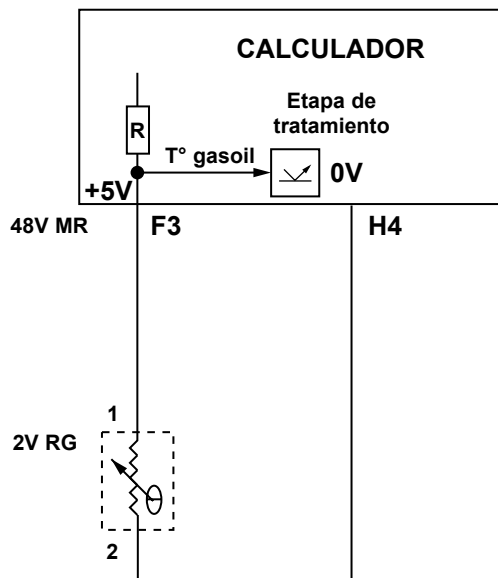 CALCULADOR
Etapa de
tratamiento
R
T° gasoil
0V
+5V
48V MR
F3
H4
1
2V RG
2